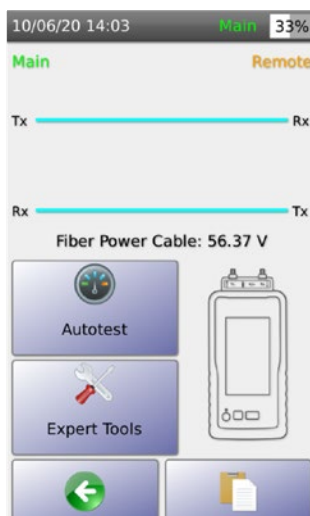 10/06/20 14:03 Main 33%
Main Remote
Tx Rx
Rx Tx
Fiber Power Cable: 56.37 V
Autotest
Expert Tools